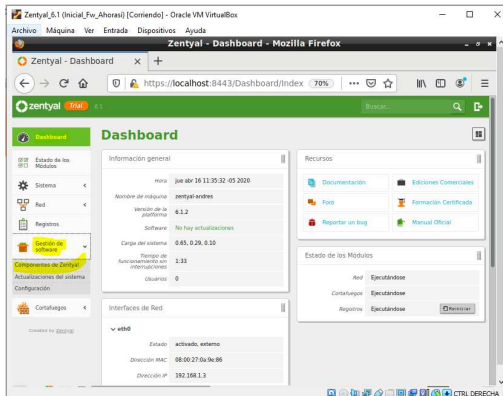 Zentyal_6.1 (Inicial_Fw_Ahorasi) [Corriendo] - Oracle VM VirtualBox
Archivo Máquina Ver Entrada Dispositivos Ayuda
Zentyal - Dashboard - Mozilla Firefox
Zentyal - Dashboard
https://localhost:8443/Dashboard/Index 70%
zentyal Trial 6.1
Buscar...
Dashboard
Estado de los Módulos
Sistema
Red
Registros
Gestión de software
Componentes de Zentyal
Actualizaciones del sistema
Configuración
Cortafuegos
Created by Zentyal
Dashboard
Información general
Hora jue abr 16 11:35:32 -05 2020
Nombre de máquina zentyal-andres
Versión de la plataforma 6.1.2
Software No hay actualizaciones
Carga del sistema 0.65, 0.29, 0.10
Tiempo de funcionamiento sin interrupciones 1:33
Usuarios 0
Interfaces de Red
eth0
Estado activado, externo
Dirección MAC 08:00:27:0a:9e:86
Dirección IP 192.168.1.3
Recursos
Documentación
Ediciones Comerciales
Foro
Formación Certificada
Reportar un bug
Manual Oficial
Estado de los Módulos
Red Ejecutándose
Cortafuegos Ejecutándose
Registros Ejecutándose Reiniciar
CTRL DERECHA